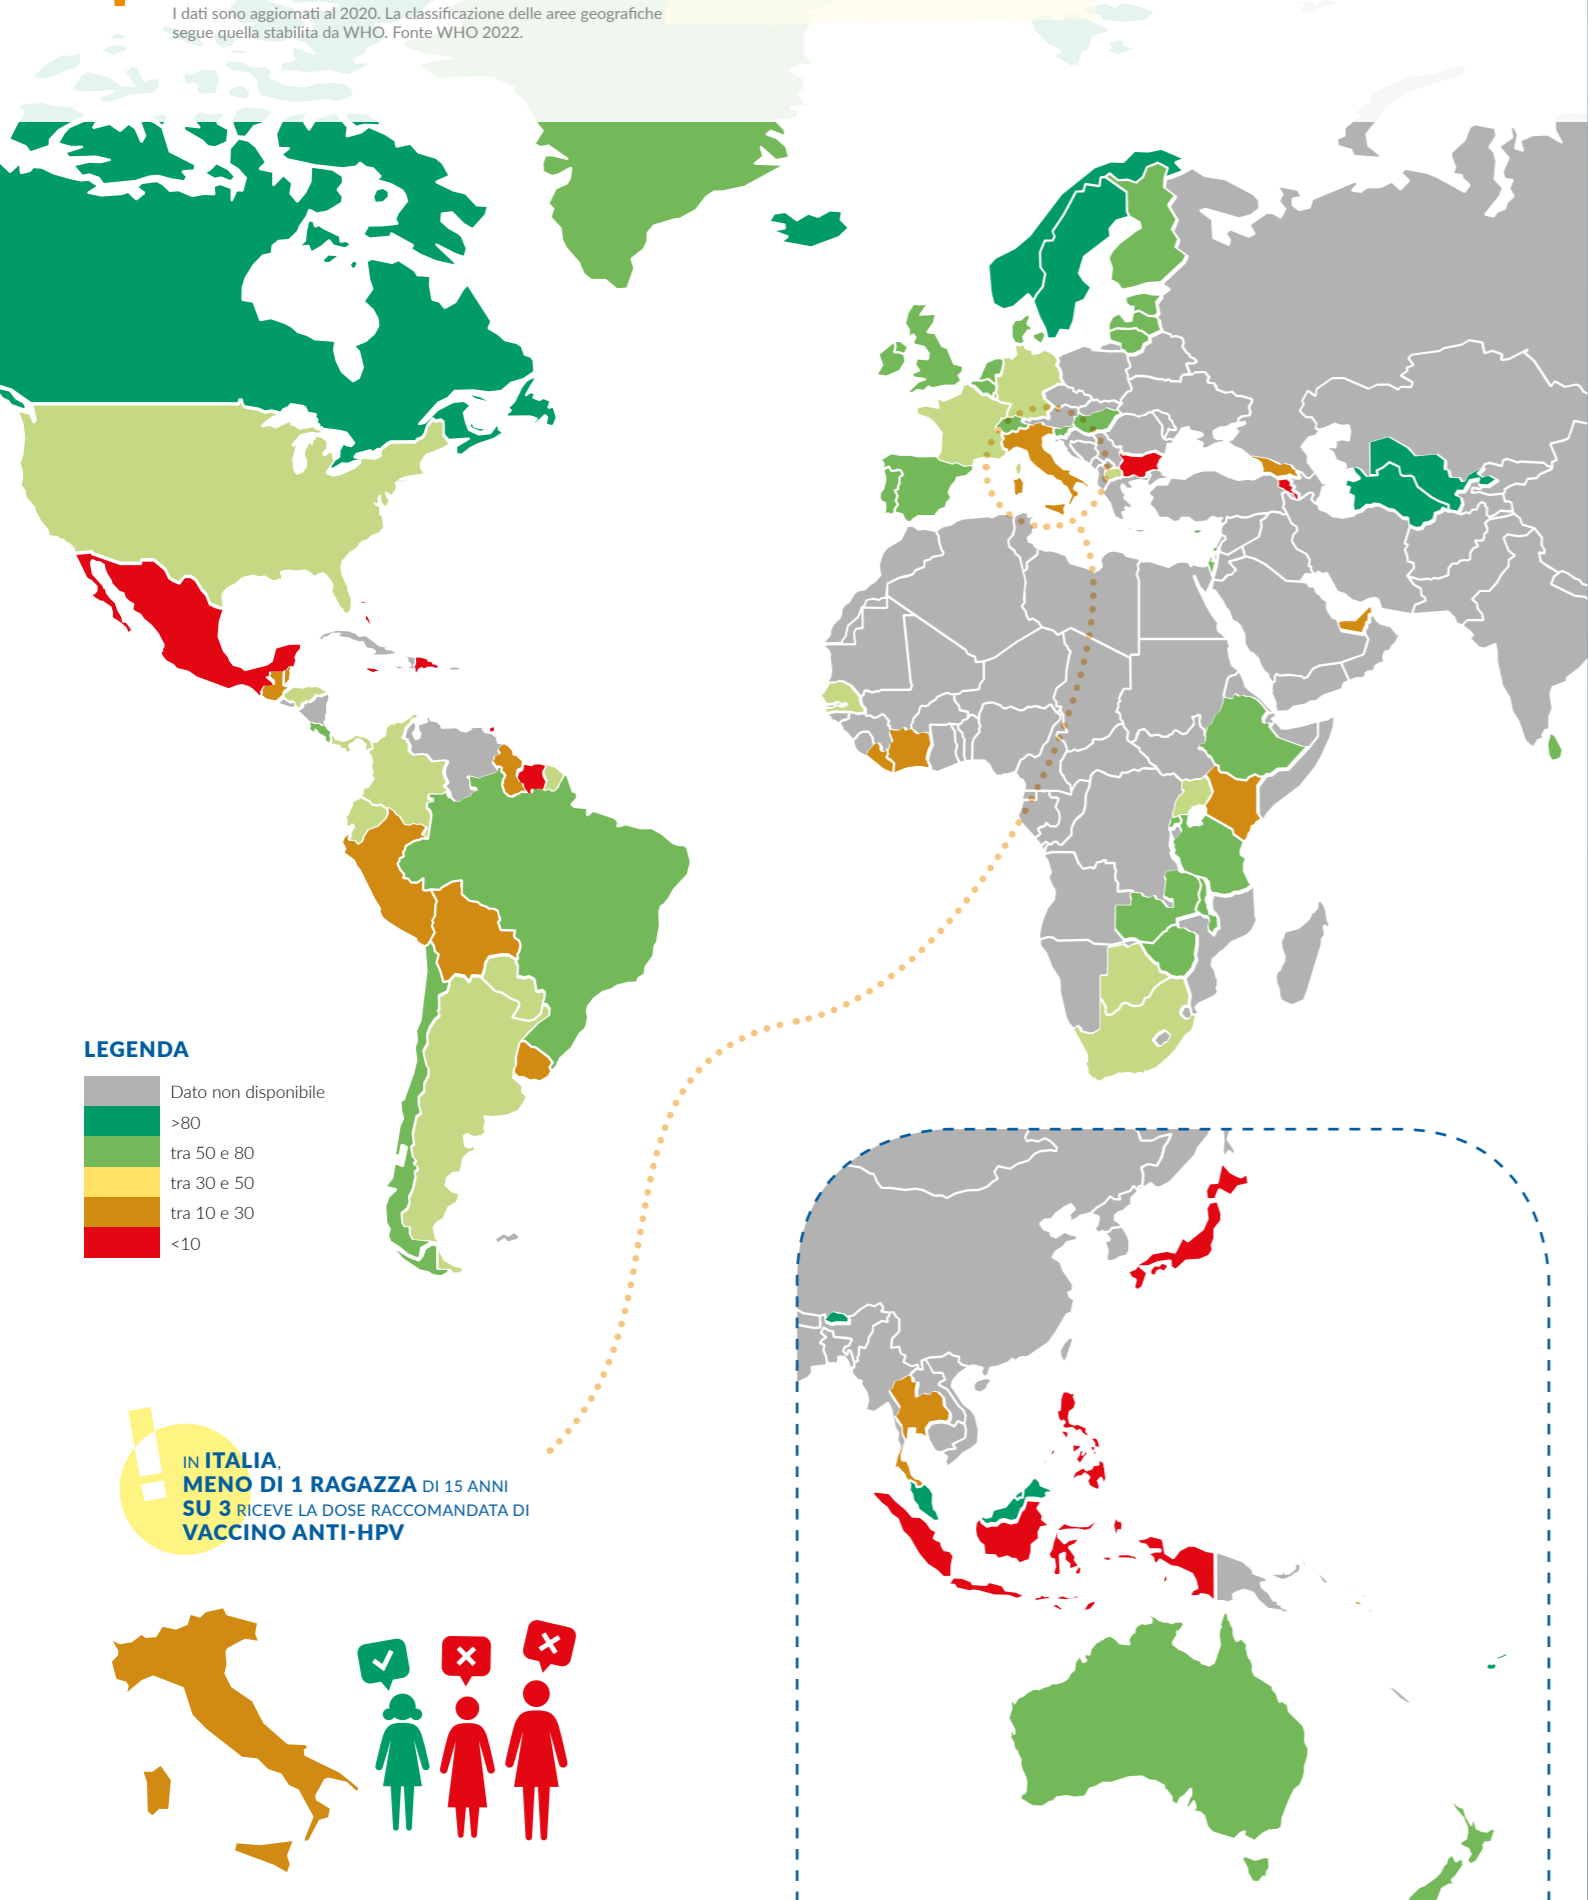 I dati sono aggiornati al 2020. La classificazione delle aree geografiche
segue quella stabilita da WHO. Fonte WHO 2022.
LEGENDA
Dato non disponibile
>80
tra 50 e 80
tra 30 e 50
tra 10 e 30
<10
IN ITALIA,
MENO DI 1 RAGAZZA DI 15 ANNI
SU 3 RICEVE LA DOSE RACCOMANDATA DI
VACCINO ANTI-HPV